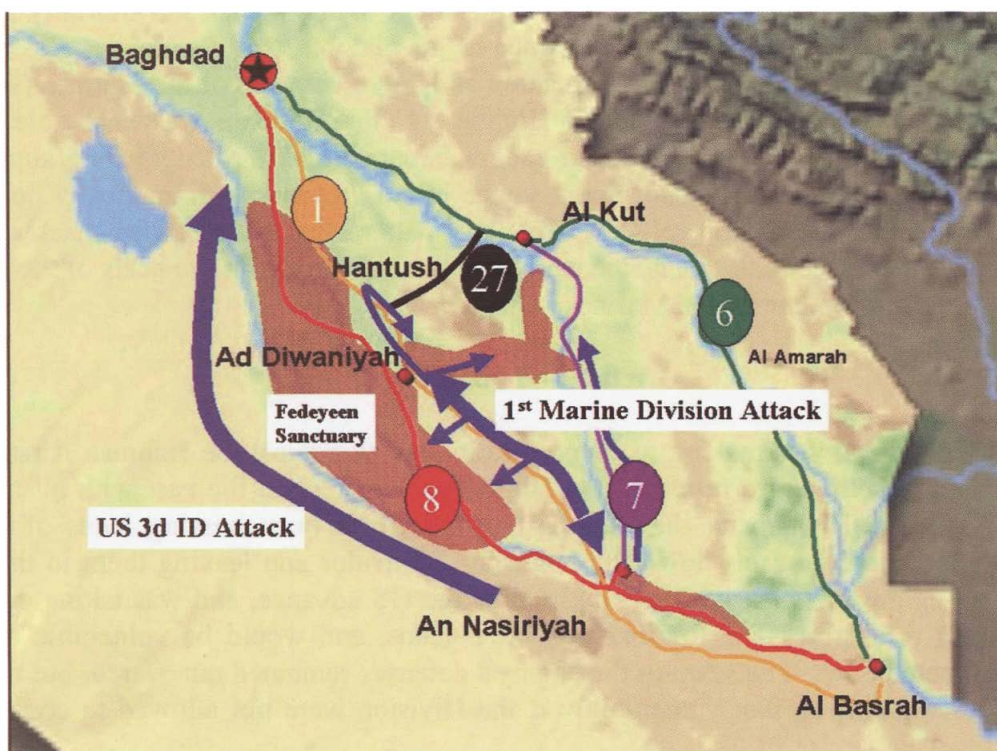 Baghdad
1
Al Kut
Hantush
27
6
Ad Diwaniyah
Al Amarah
Fedeyeen
Sanctuary
1st Marine Division Attack
8
7
US 3d ID Attack
An Nasiriyah
Al Basrah